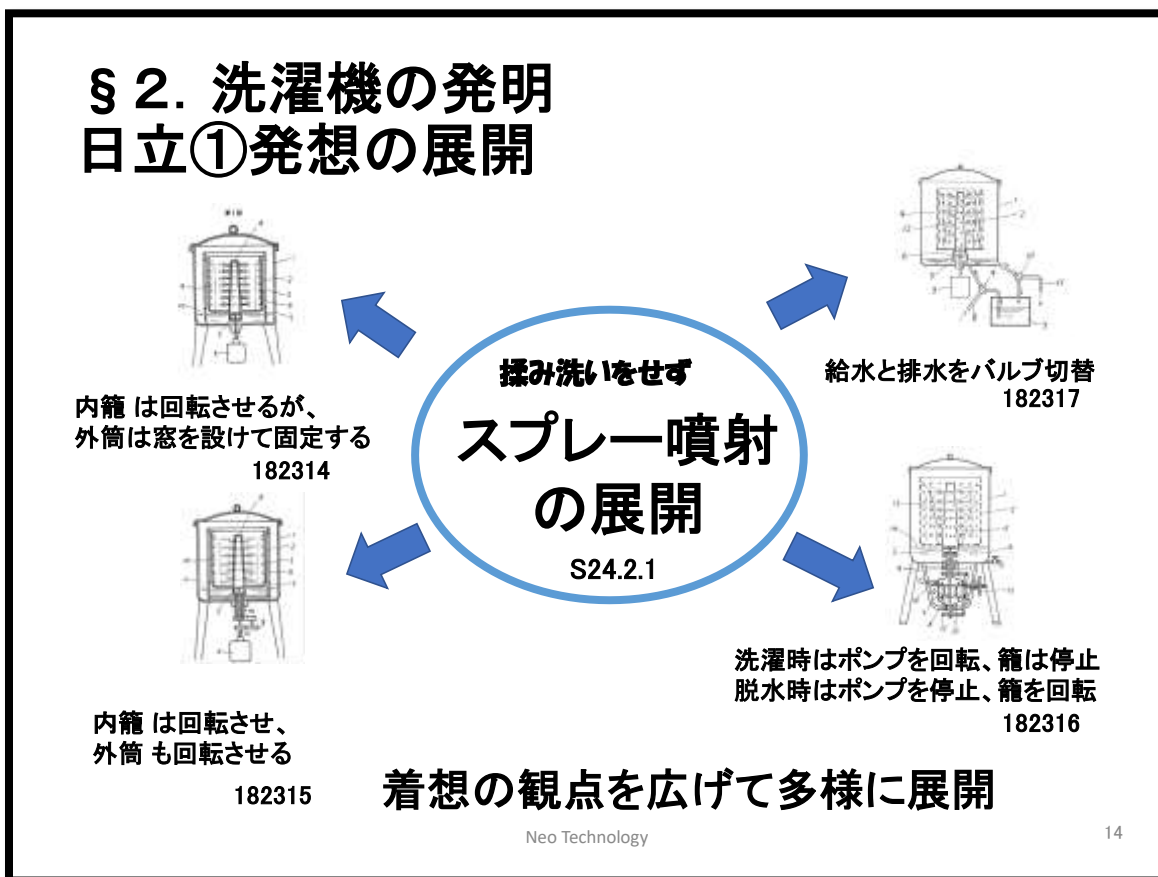 §2. 洗濯機の発明
日立①発想の展開
内籠 は回転させるが、
外筒は窓を設けて固定する
182314
給水と排水をバルブ切替
182317
揉み洗いをせず
スプレー噴射
の展開
S24.2.1
内籠 は回転させ、
外筒 も回転させる
182315
洗濯時はポンプを回転、籠は停止
脱水時はポンプを停止、籠を回転
182316
着想の観点を広げて多様に展開
Neo Technology
14